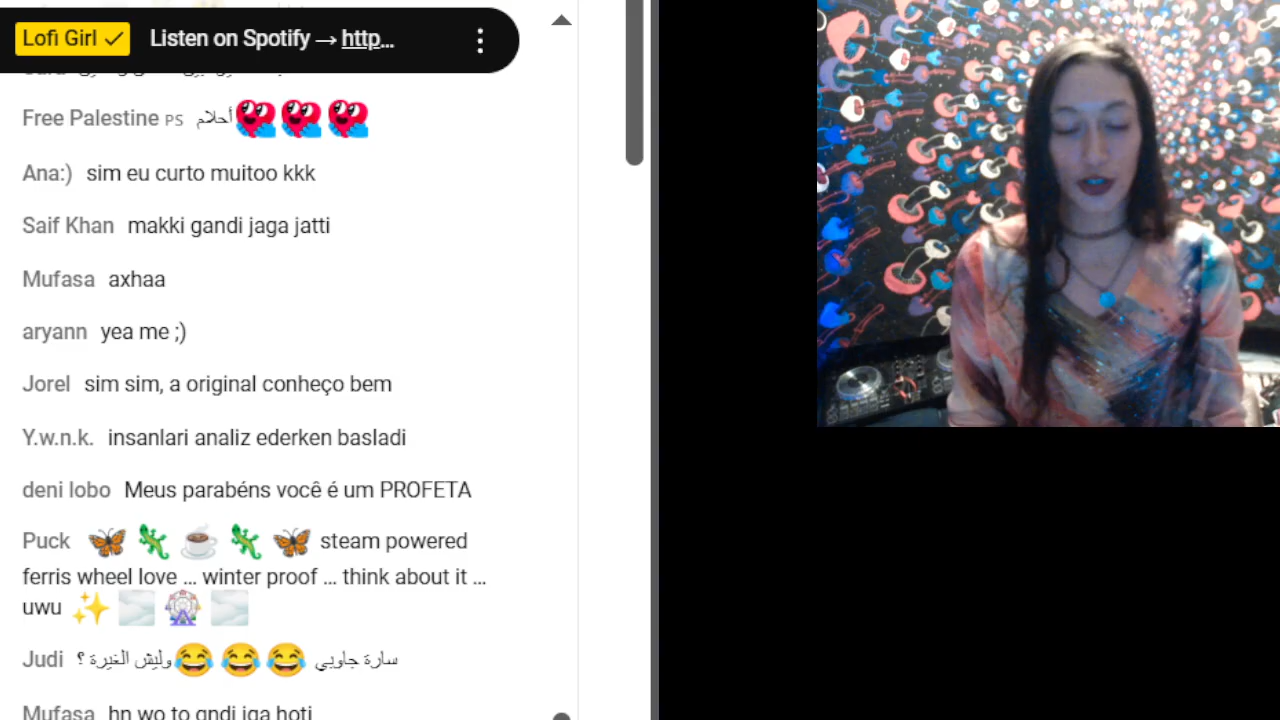 Lofi Girl ✓ Listen on Spotify → http...
Free Palestine PS أحلام
Ana:) sim eu curto muitoo kkk
Saif Khan makki gandi jaga jatti
Mufasa axhaa
aryann yea me ;)
Jorel sim sim, a original conheço bem
Y.w.n.k. insanlari analiz ederken basladi
deni lobo Meus parabéns você é um PROFETA
Puck 🦋 🦎 ☕ 🦎 🦋 steam powered
ferris wheel love ... winter proof ... think about it ...
uwu ✨ 🌫️ 🎡 🌫️
Judi سارة جاوبي 😂 😂 😂 وليش الغيرة ؟
Mufasa hn wo to gndi jga hoti